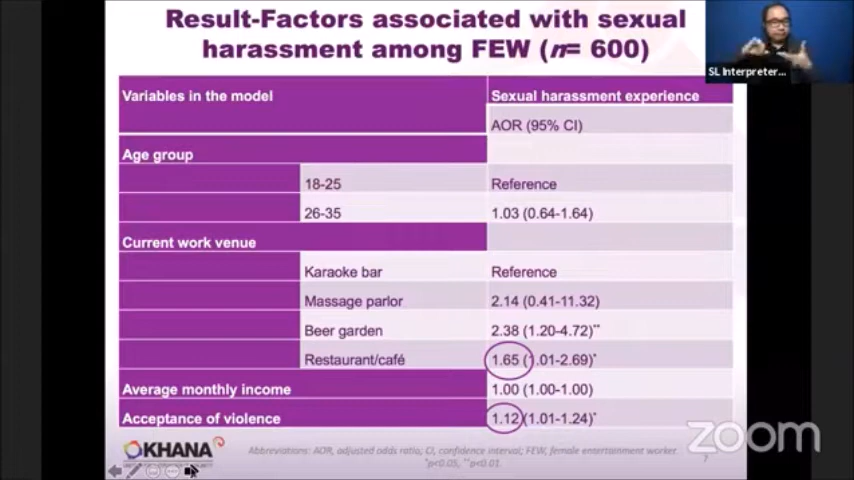 Result-Factors associated with sexual
harassment among FEW (n= 600)
SL Interpreter...
Variables in the model Sexual harassment experience
AOR (95% CI)
Age group
18-25 Reference
26-35 1.03 (0.64-1.64)
Current work venue
Karaoke bar Reference
Massage parlor 2.14 (0.41-11.32)
Beer garden 2.38 (1.20-4.72)**
Restaurant/café 1.65 (1.01-2.69)*
Average monthly income 1.00 (1.00-1.00)
Acceptance of violence 1.12 (1.01-1.24)*
KHANA
Abbreviations: AOR, adjusted odds ratio; CI, confidence interval; FEW, female entertainment worker.
*p<0.05, **p<0.01.
7
zoom